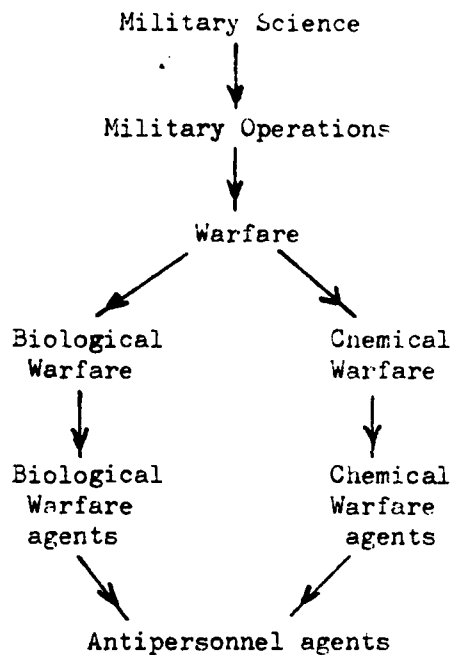 Military Science
Military Operations
Warfare
Biological
Warfare
Chemical
Warfare
Biological
Warfare
agents
Chemical
Warfare
agents
Antipersonnel agents